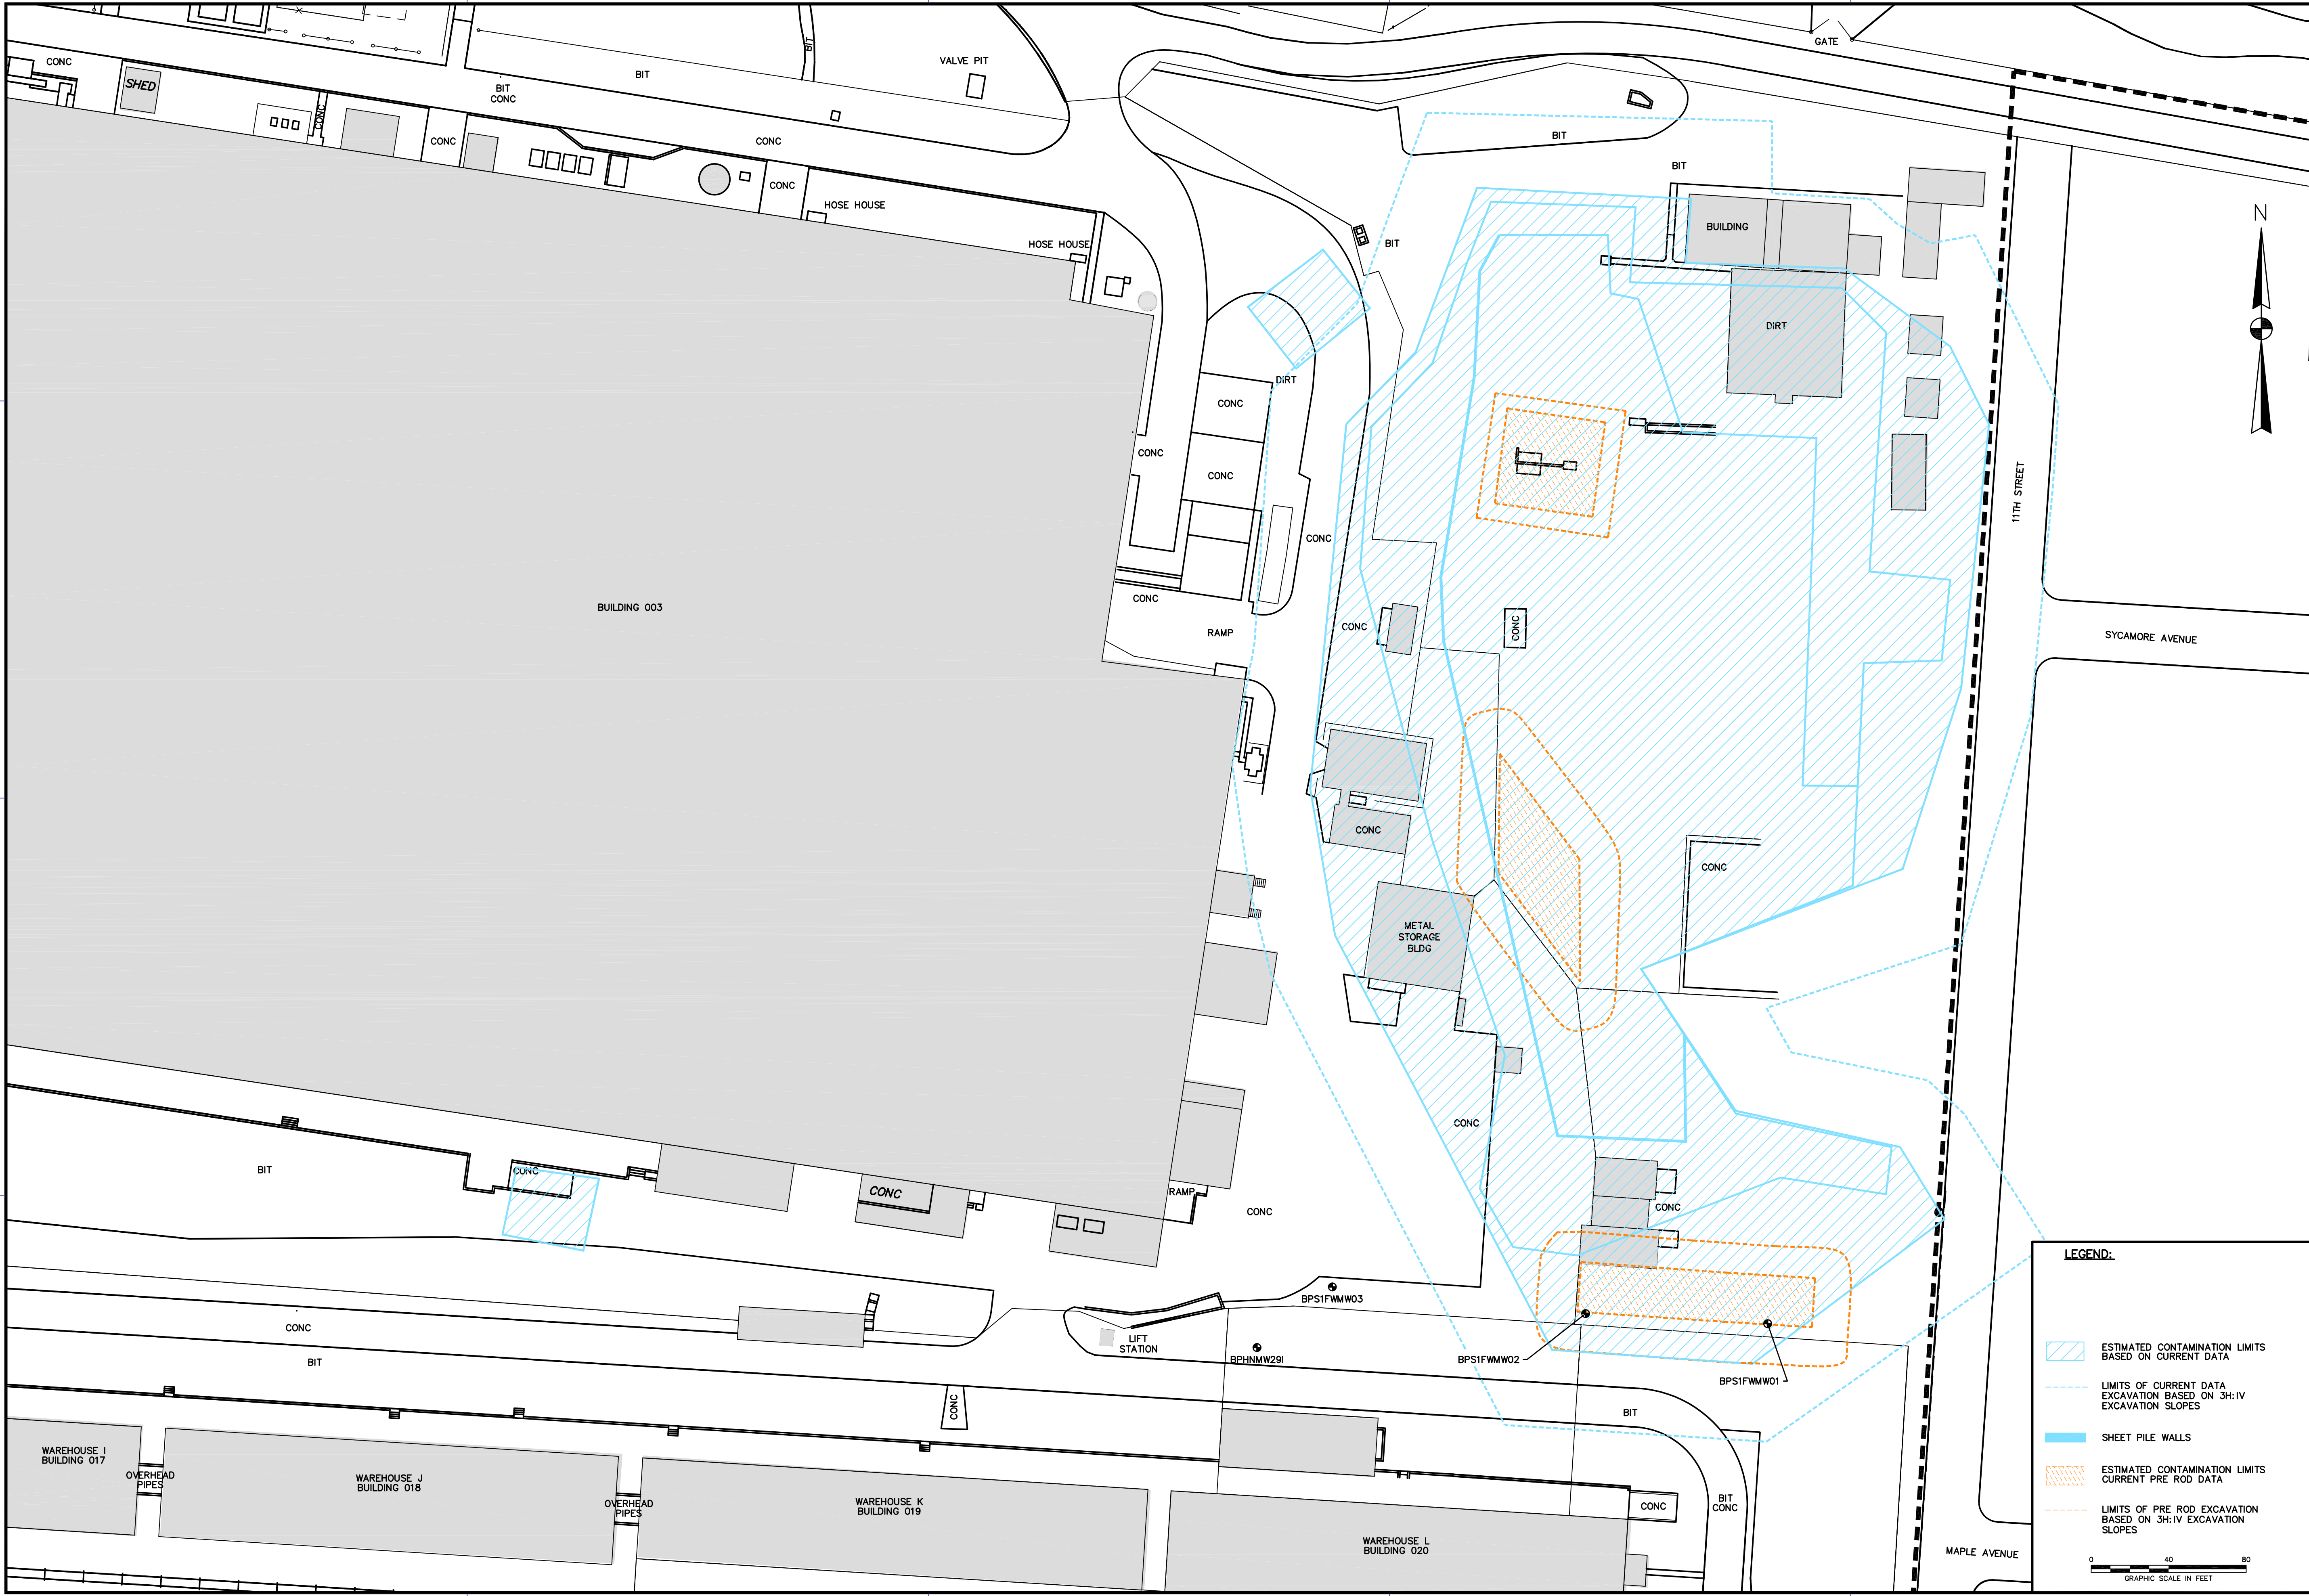 GATE
CONC
SHED
BIT
BIT
CONC
CONC
BIT
VALVE PIT
CONC
CONC
CONC
HOSE HOUSE
HOSE HOUSE
BIT
BIT
BIT
BUILDING
DIRT
N
DIRT
CONC
CONC
CONC
CONC
CONC
RAMP
CONC
CONC
BUILDING 003
11TH STREET
SYCAMORE AVENUE
CONC
CONC
METAL
STORAGE
BLDG
CONC
CONC
BIT
CONC
CONC
RAMP
CONC
BPS1FWMW03
LIFT
STATION
BPHNMW29I
BPS1FWMW02
BPS1FWMW01
CONC
BIT
CONC
BIT
WAREHOUSE I
BUILDING 017
OVERHEAD
PIPES
WAREHOUSE J
BUILDING 018
OVERHEAD
PIPES
WAREHOUSE K
BUILDING 019
WAREHOUSE L
BUILDING 020
CONC
BIT
CONC
MAPLE AVENUE
LEGEND:
ESTIMATED CONTAMINATION LIMITS
BASED ON CURRENT DATA
LIMITS OF CURRENT DATA
EXCAVATION BASED ON 3H:1V
EXCAVATION SLOPES
SHEET PILE WALLS
ESTIMATED CONTAMINATION LIMITS
CURRENT PRE ROD DATA
LIMITS OF PRE ROD EXCAVATION
BASED ON 3H:1V EXCAVATION
SLOPES
0 40 80
GRAPHIC SCALE IN FEET